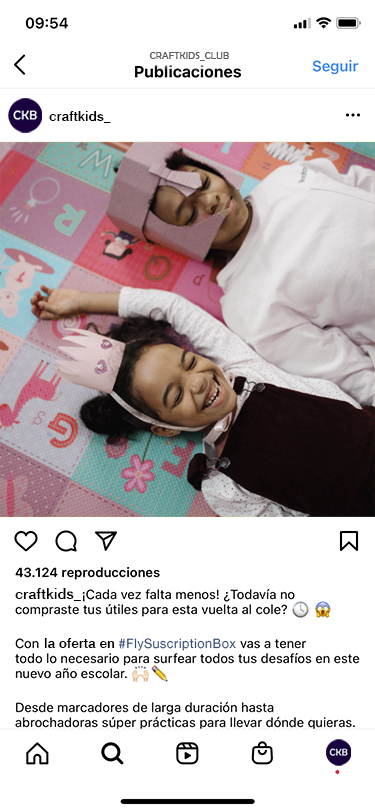 09:54
CRAFTKIDS_CLUB
Publicaciones
Seguir
CKB
craftkids_
43.124 reproducciones
craftkids_¡Cada vez falta menos! ¿Todavía no
compraste tus útiles para esta vuelta al cole? 🕓 😱
Con la oferta en #FlySuscriptionBox vas a tener
todo lo necesario para surfear todos tus desafíos en este
nuevo año escolar. 🙌🏻✏️
Desde marcadores de larga duración hasta
abrochadoras súper prácticas para llevar dónde quieras.
CKB